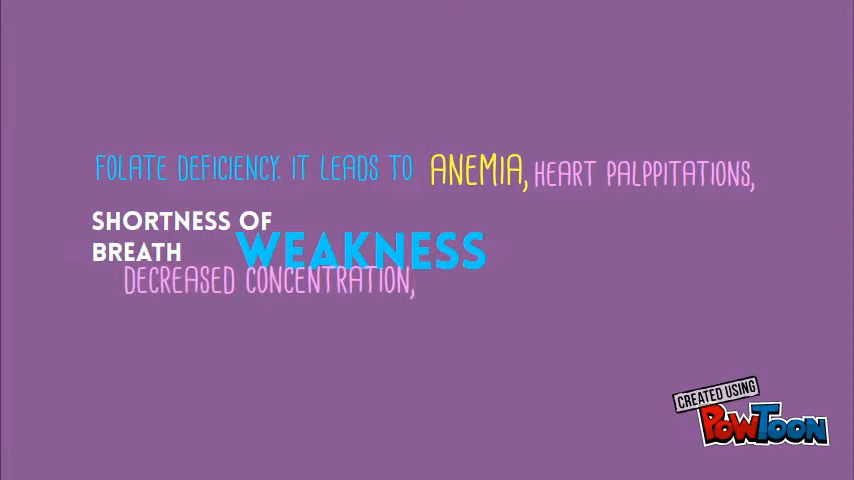 FOLATE DEFICIENCY. IT LEADS TO ANEMIA, HEART PALPPITATIONS,
SHORTNESS OF
BREATH WEAKNESS
DECREASED CONCENTRATION,
CREATED USING
POWTOON